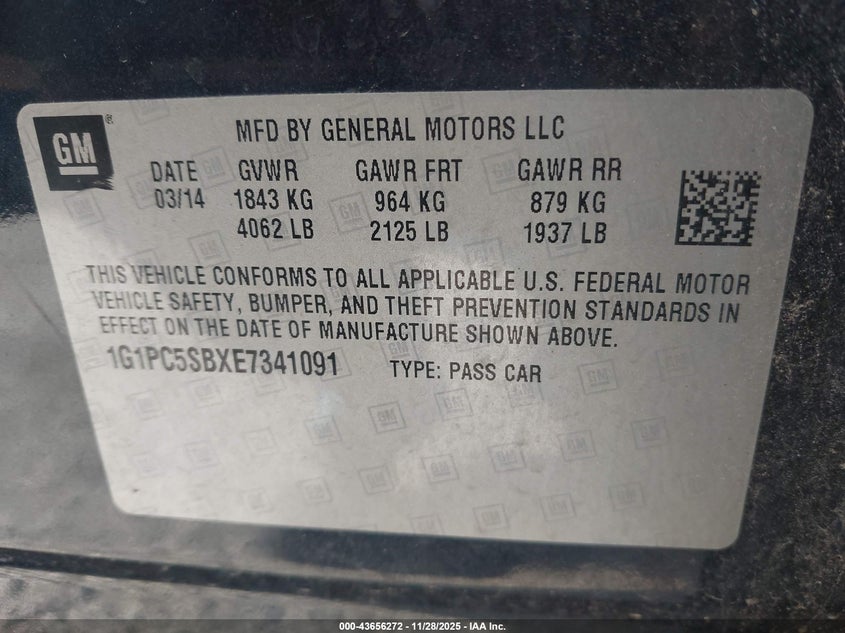 GM
MFD BY GENERAL MOTORS LLC
DATE GVWR GAWR FRT GAWR RR
03/14 1843 KG 964 KG 879 KG
4062 LB 2125 LB 1937 LB
THIS VEHICLE CONFORMS TO ALL APPLICABLE U.S. FEDERAL MOTOR
VEHICLE SAFETY, BUMPER, AND THEFT PREVENTION STANDARDS IN
EFFECT ON THE DATE OF MANUFACTURE SHOWN ABOVE.
1G1PC5SBXE7341091 TYPE: PASS CAR
000-43656272 | 11/28/2025 - IAA Inc.